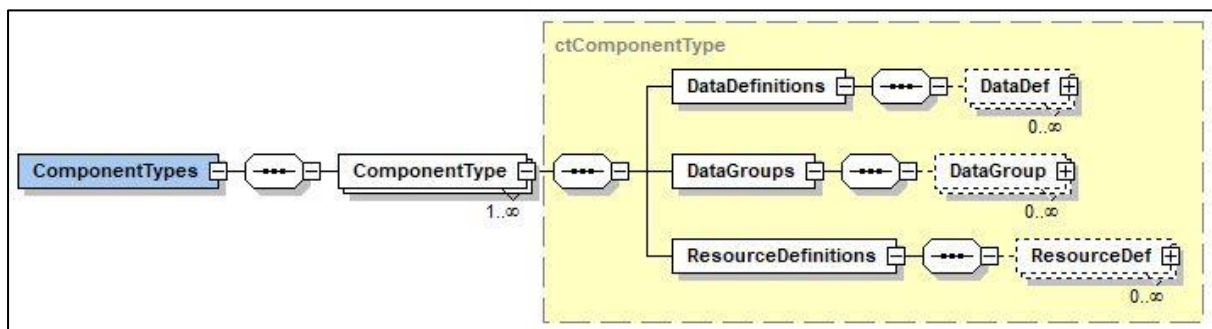 ctComponentType
DataDefinitions
DataDef
0..∞
ComponentTypes
ComponentType
1..∞
DataGroups
DataGroup
0..∞
ResourceDefinitions
ResourceDef
0..∞